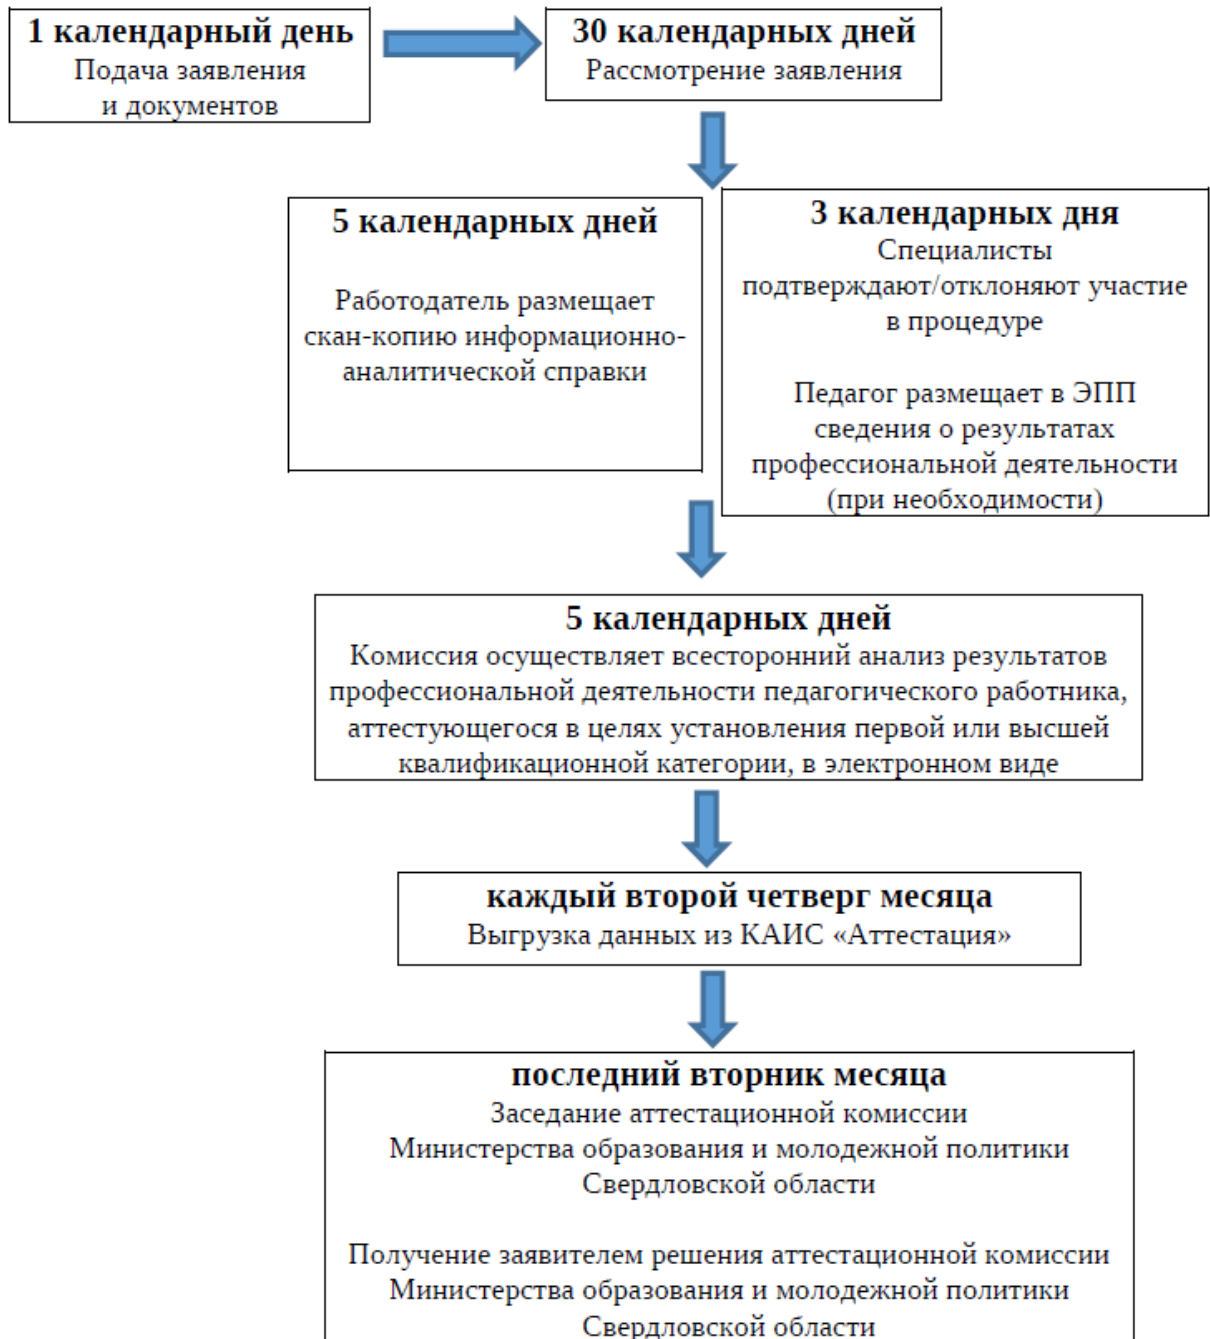 1 календарный день
Подача заявления
и документов
30 календарных дней
Рассмотрение заявления
5 календарных дней
Работодатель размещает
скан-копию информационно-
аналитической справки
3 календарных дня
Специалисты
подтверждают/отклоняют участие
в процедуре
Педагог размещает в ЭПП
сведения о результатах
профессиональной деятельности
(при необходимости)
5 календарных дней
Комиссия осуществляет всесторонний анализ результатов
профессиональной деятельности педагогического работника,
аттестующегося в целях установления первой или высшей
квалификационной категории, в электронном виде
каждый второй четверг месяца
Выгрузка данных из КАИС «Аттестация»
последний вторник месяца
Заседание аттестационной комиссии
Министерства образования и молодежной политики
Свердловской области
Получение заявителем решения аттестационной комиссии
Министерства образования и молодежной политики
Свердловской области